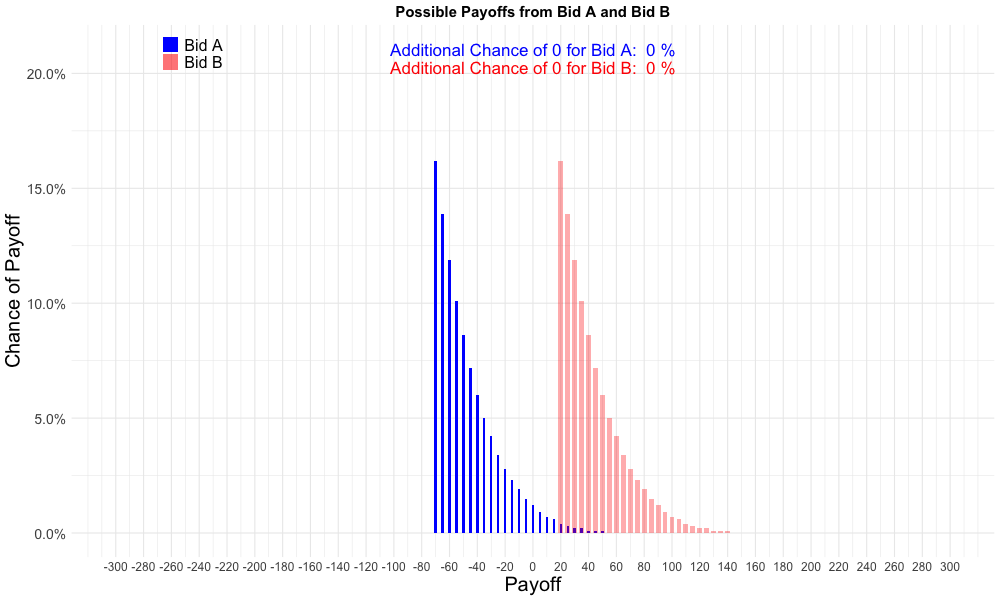 Possible Payoffs from Bid A and Bid B
Bid A
Bid B
Additional Chance of 0 for Bid A:  0 %
Additional Chance of 0 for Bid B:  0 %
Chance of Payoff
20.0%
15.0%
10.0%
5.0%
0.0%
-300 -280 -260 -240 -220 -200 -180 -160 -140 -120 -100 -80 -60 -40 -20 0 20 40 60 80 100 120 140 160 180 200 220 240 260 280 300
Payoff